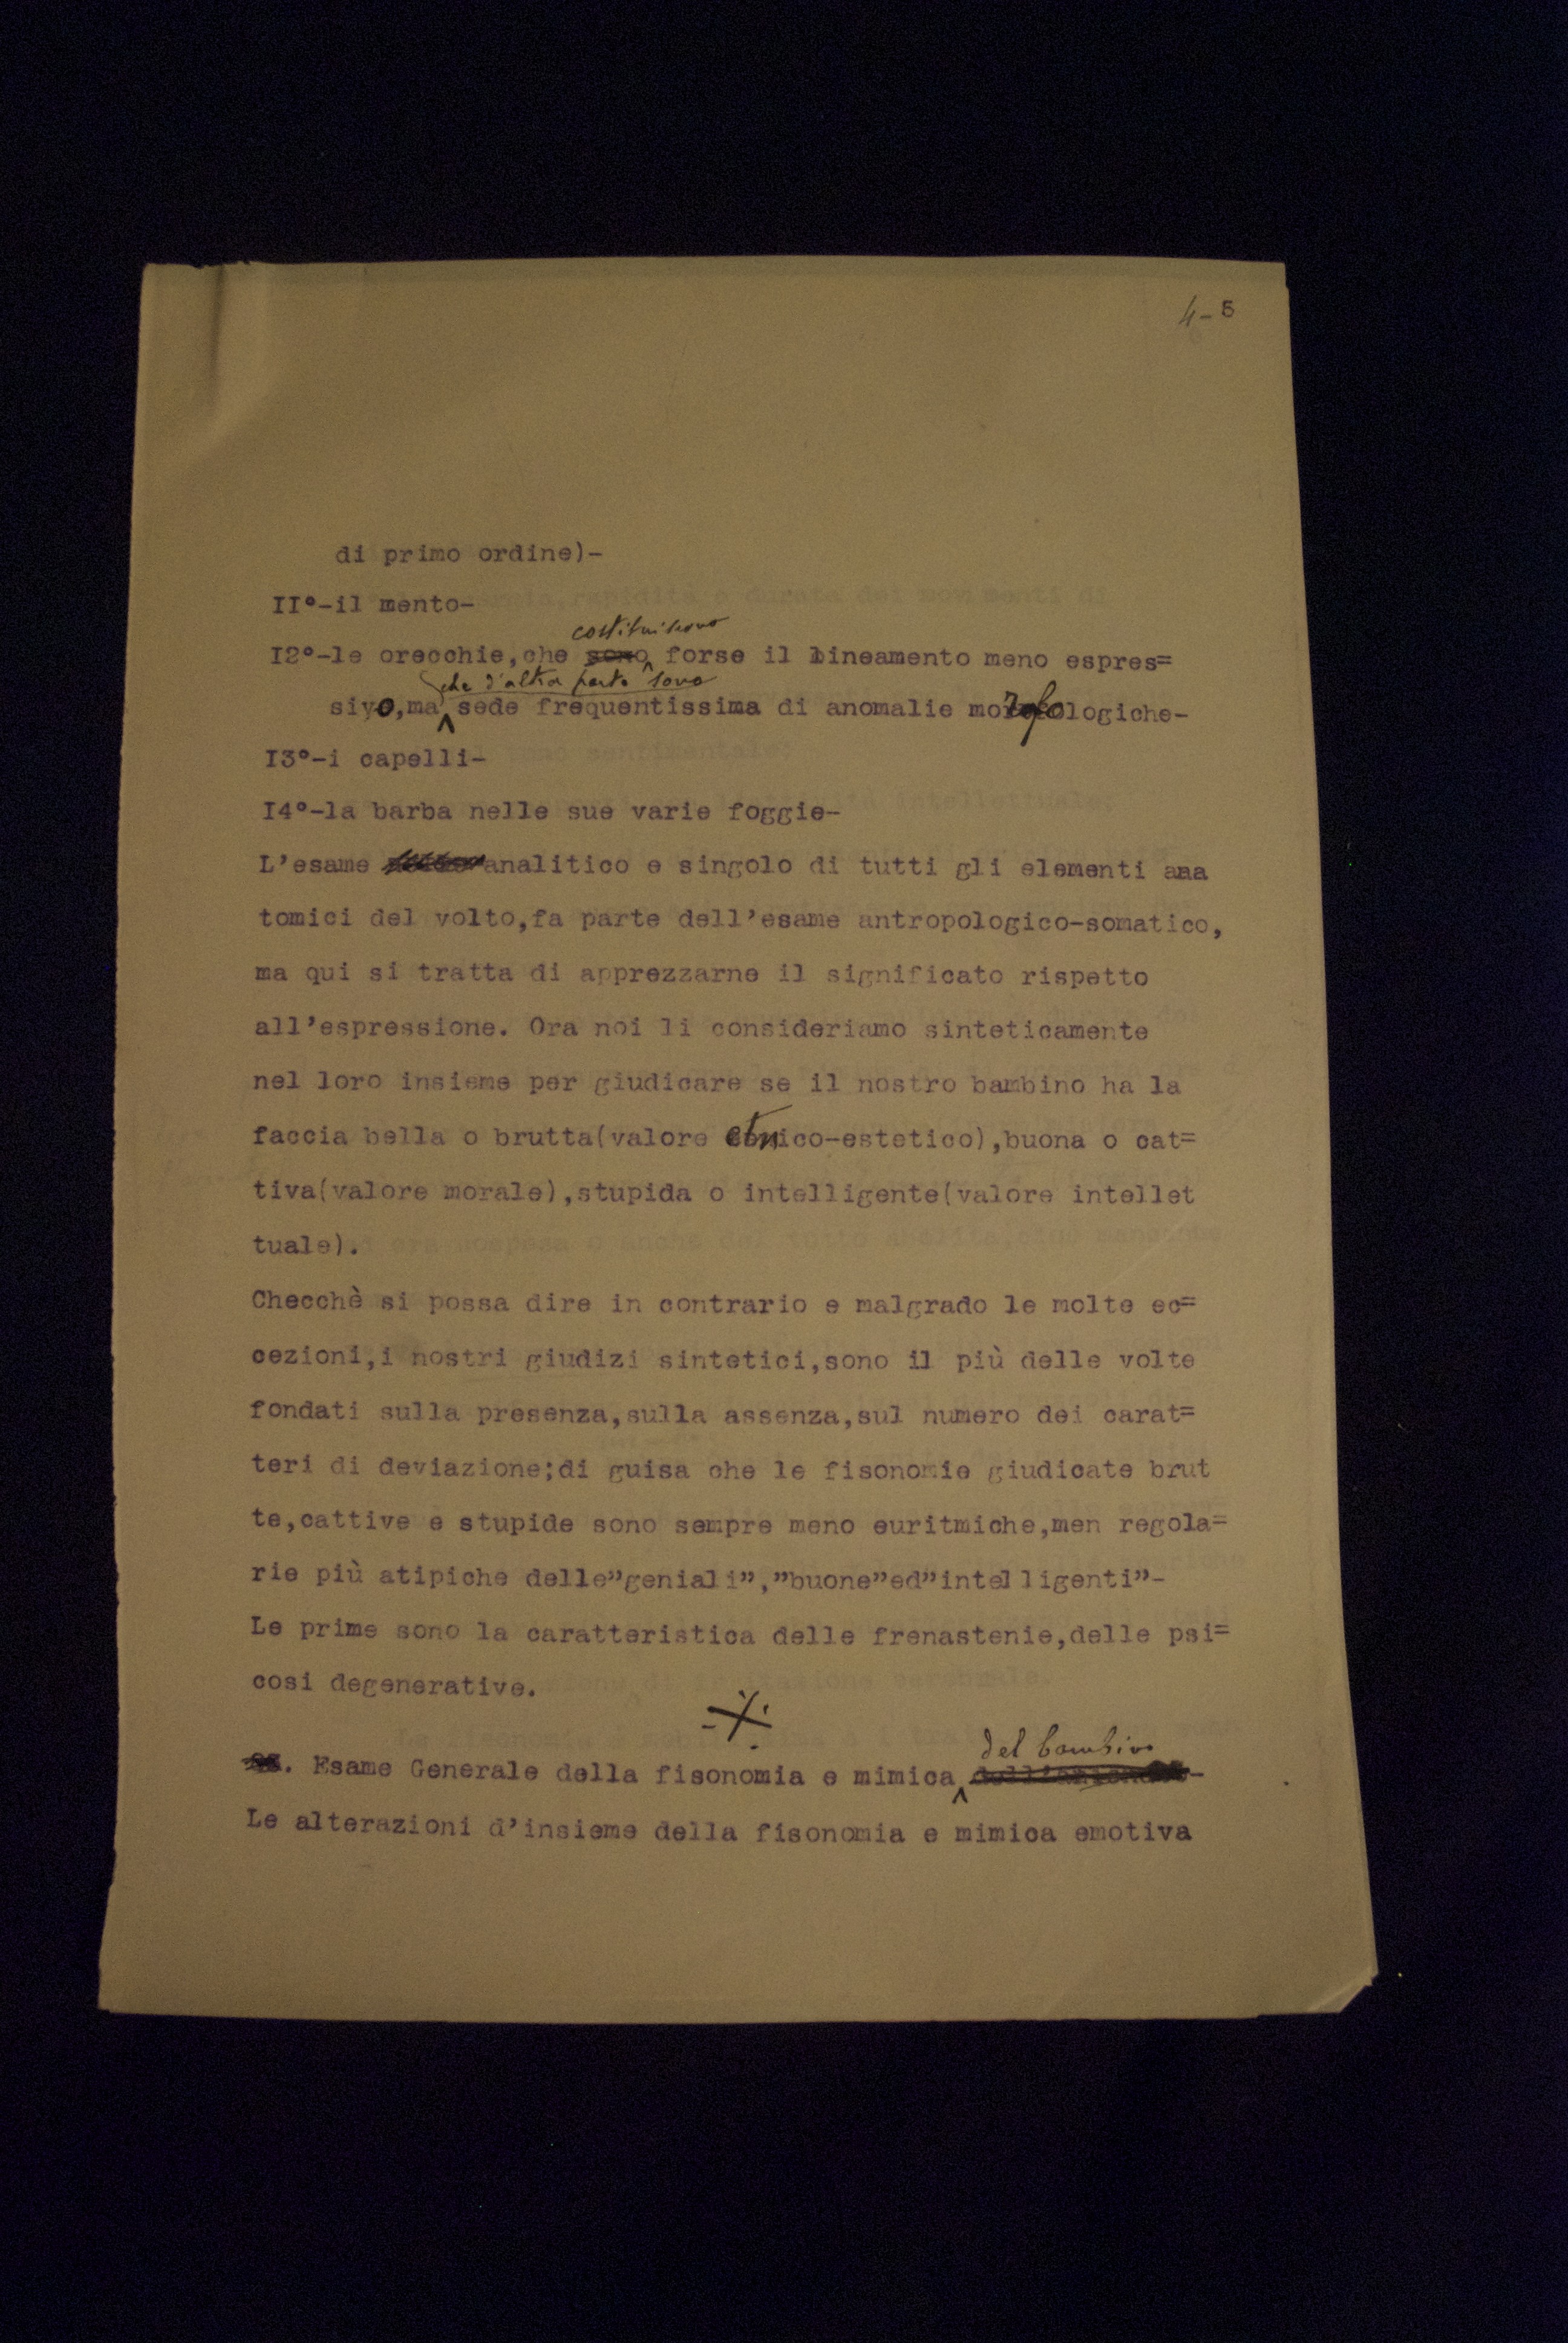 4-5
di primo ordine)-
II°-il mento-
costituiscono
I2°-le orecchie,che sono forse il lineamento meno espres=
che d'altra parte sono
sivo,ma sede frequentissima di anomalie morfologiche-
I3°-i capelli-
I4°-la barba nelle sue varie foggie-
L'esame analitico e singolo di tutti gli elementi ana
tomici del volto,fa parte dell'esame antropologico-somatico,
ma qui si tratta di apprezzarne il significato rispetto
all'espressione. Ora noi li consideriamo sinteticamente
nel loro insieme per giudicare se il nostro bambino ha la
faccia bella o brutta(valore etnico-estetico),buona o cat=
tiva(valore morale),stupida o intelligente(valore intellet
tuale).
Checchè si possa dire in contrario e malgrado le molte ec=
cezioni,i nostri giudizi sintetici,sono il più delle volte
fondati sulla presenza,sulla assenza,sul numero dei carat=
teri di deviazione;di guisa che le fisonomie giudicate brut
te,cattive e stupide sono sempre meno euritmiche,men regola=
rie più atipiche delle"geniali","buone"ed"intelligenti"-
Le prime sono la caratteristica delle frenastenie,delle psi=
cosi degenerative.
del bambino
. Esame Generale della fisonomia e mimica
Le alterazioni d'insieme della fisonomia e mimica emotiva